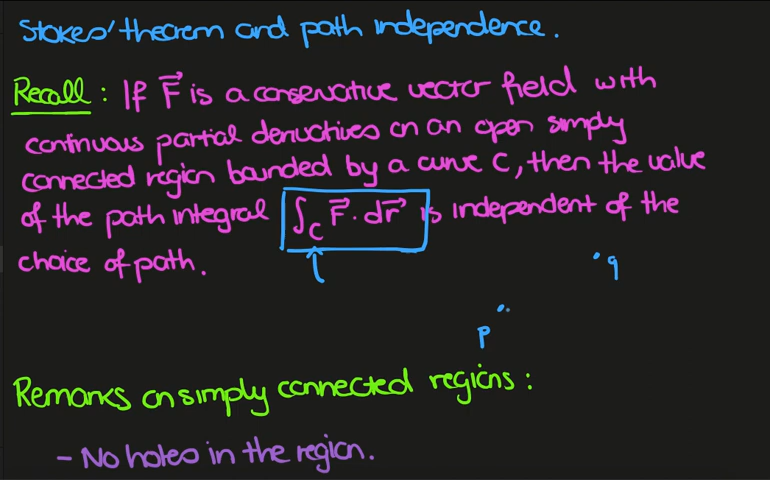 Stokes' theorem and path independence.
Recall: If F⃗ is a conservative vector field with
continuous partial derivatives on an open simply
connected region bounded by a curve C, then the value
of the path integral ∫_C F⃗ · dr⃗ is independent of the
choice of path.
q
p
Remarks on simply connected regions:
- No holes in the region.